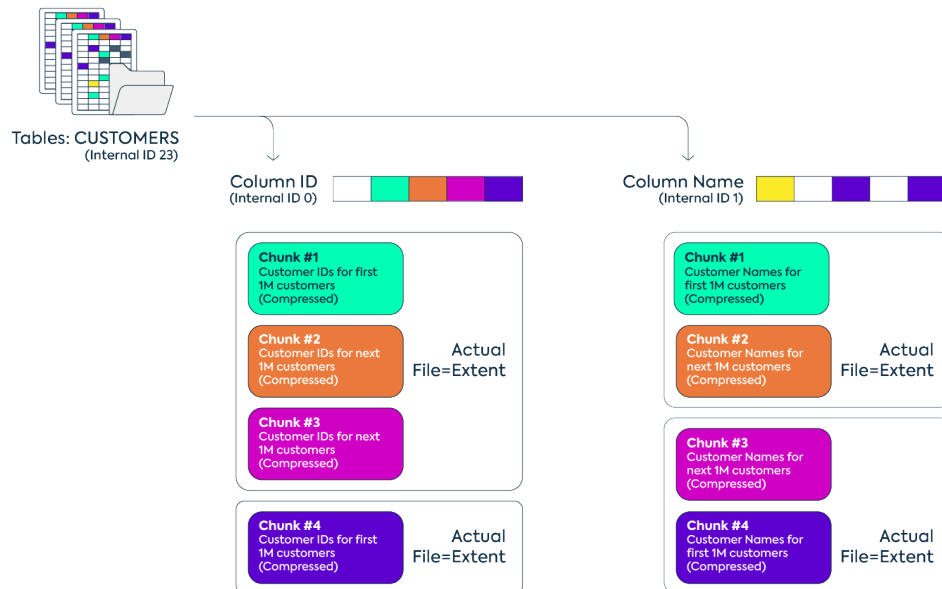 Tables: CUSTOMERS
(Internal ID 23)
Column ID
(Internal ID 0)
Chunk #1
Customer IDs for first
1M customers
(Compressed)
Chunk #2
Customer IDs for next
1M customers
(Compressed)
Chunk #3
Customer IDs for next
1M customers
(Compressed)
Actual
File=Extent
Chunk #4
Customer IDs for first
1M customers
(Compressed)
Actual
File=Extent
Column Name
(Internal ID 1)
Chunk #1
Customer Names for
first 1M customers
(Compressed)
Chunk #2
Customer Names for
next 1M customers
(Compressed)
Actual
File=Extent
Chunk #3
Customer Names for
next 1M customers
(Compressed)
Chunk #4
Customer Names for
first 1M customers
(Compressed)
Actual
File=Extent